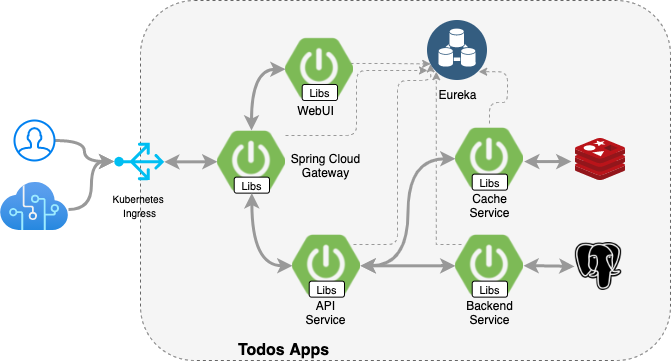 Libs
WebUI
Eureka
Spring Cloud
Gateway
Libs
Kubernetes
Ingress
Libs
Cache
Service
Libs
API
Service
Libs
Backend
Service
Todos Apps